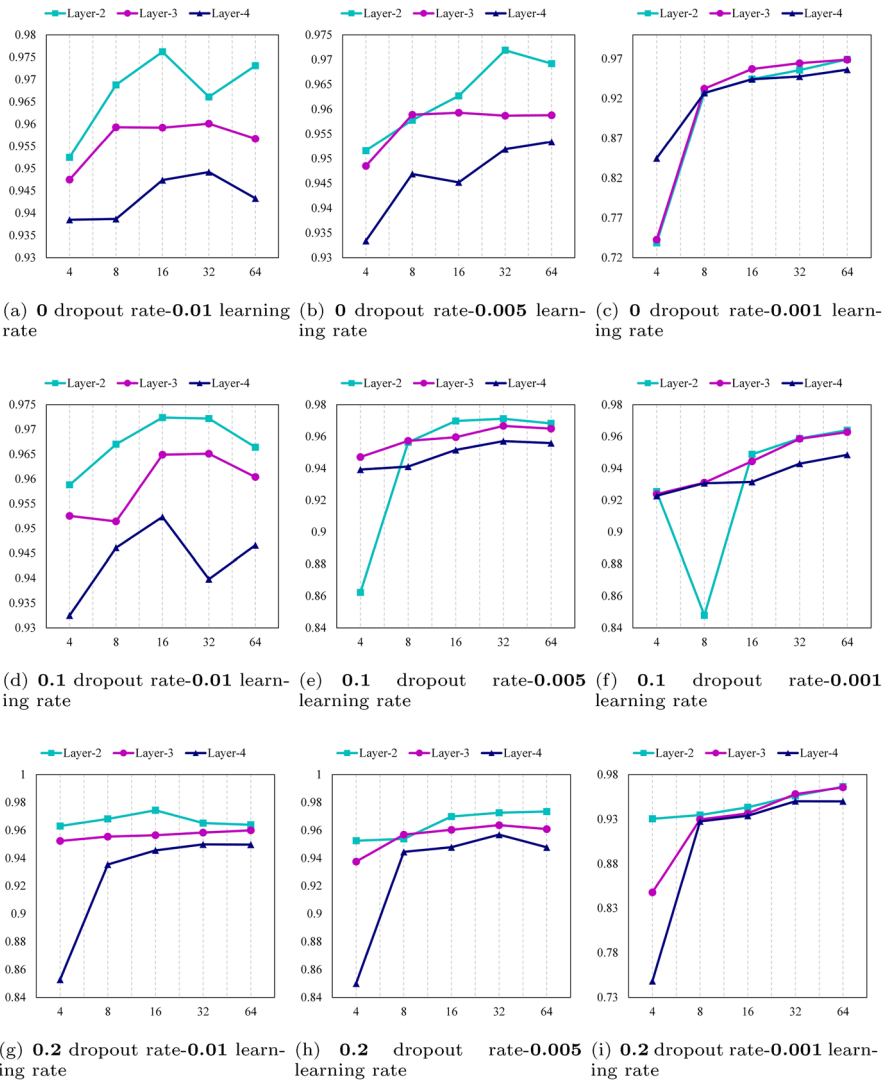 Layer-2 Layer-3 Layer-4
0.98
0.975
0.97
0.965
0.96
0.955
0.95
0.945
0.94
0.935
0.93
4 8 16 32 64
(a) 0 dropout rate-0.01 learning
rate
Layer-2 Layer-3 Layer-4
0.975
0.97
0.965
0.96
0.955
0.95
0.945
0.94
0.935
0.93
4 8 16 32 64
(b) 0 dropout rate-0.005 learn-
ing rate
Layer-2 Layer-3 Layer-4
0.97
0.92
0.87
0.82
0.77
0.72
4 8 16 32 64
(c) 0 dropout rate-0.001 learn-
ing rate
Layer-2 Layer-3 Layer-4
0.975
0.97
0.965
0.96
0.955
0.95
0.945
0.94
0.935
0.93
4 8 16 32 64
(d) 0.1 dropout rate-0.01 learn-
ing rate
Layer-2 Layer-3 Layer-4
0.98
0.96
0.94
0.92
0.9
0.88
0.86
0.84
4 8 16 32 64
(e) 0.1 dropout rate-0.005
learning rate
Layer-2 Layer-3 Layer-4
0.98
0.96
0.94
0.92
0.9
0.88
0.86
0.84
4 8 16 32 64
(f) 0.1 dropout rate-0.001
learning rate
Layer-2 Layer-3 Layer-4
1
0.98
0.96
0.94
0.92
0.9
0.88
0.86
0.84
4 8 16 32 64
(g) 0.2 dropout rate-0.01 learn-
ing rate
Layer-2 Layer-3 Layer-4
1
0.98
0.96
0.94
0.92
0.9
0.88
0.86
0.84
4 8 16 32 64
(h) 0.2 dropout rate-0.005
learning rate
Layer-2 Layer-3 Layer-4
0.98
0.93
0.88
0.83
0.78
0.73
4 8 16 32 64
(i) 0.2 dropout rate-0.001 learn-
ing rate